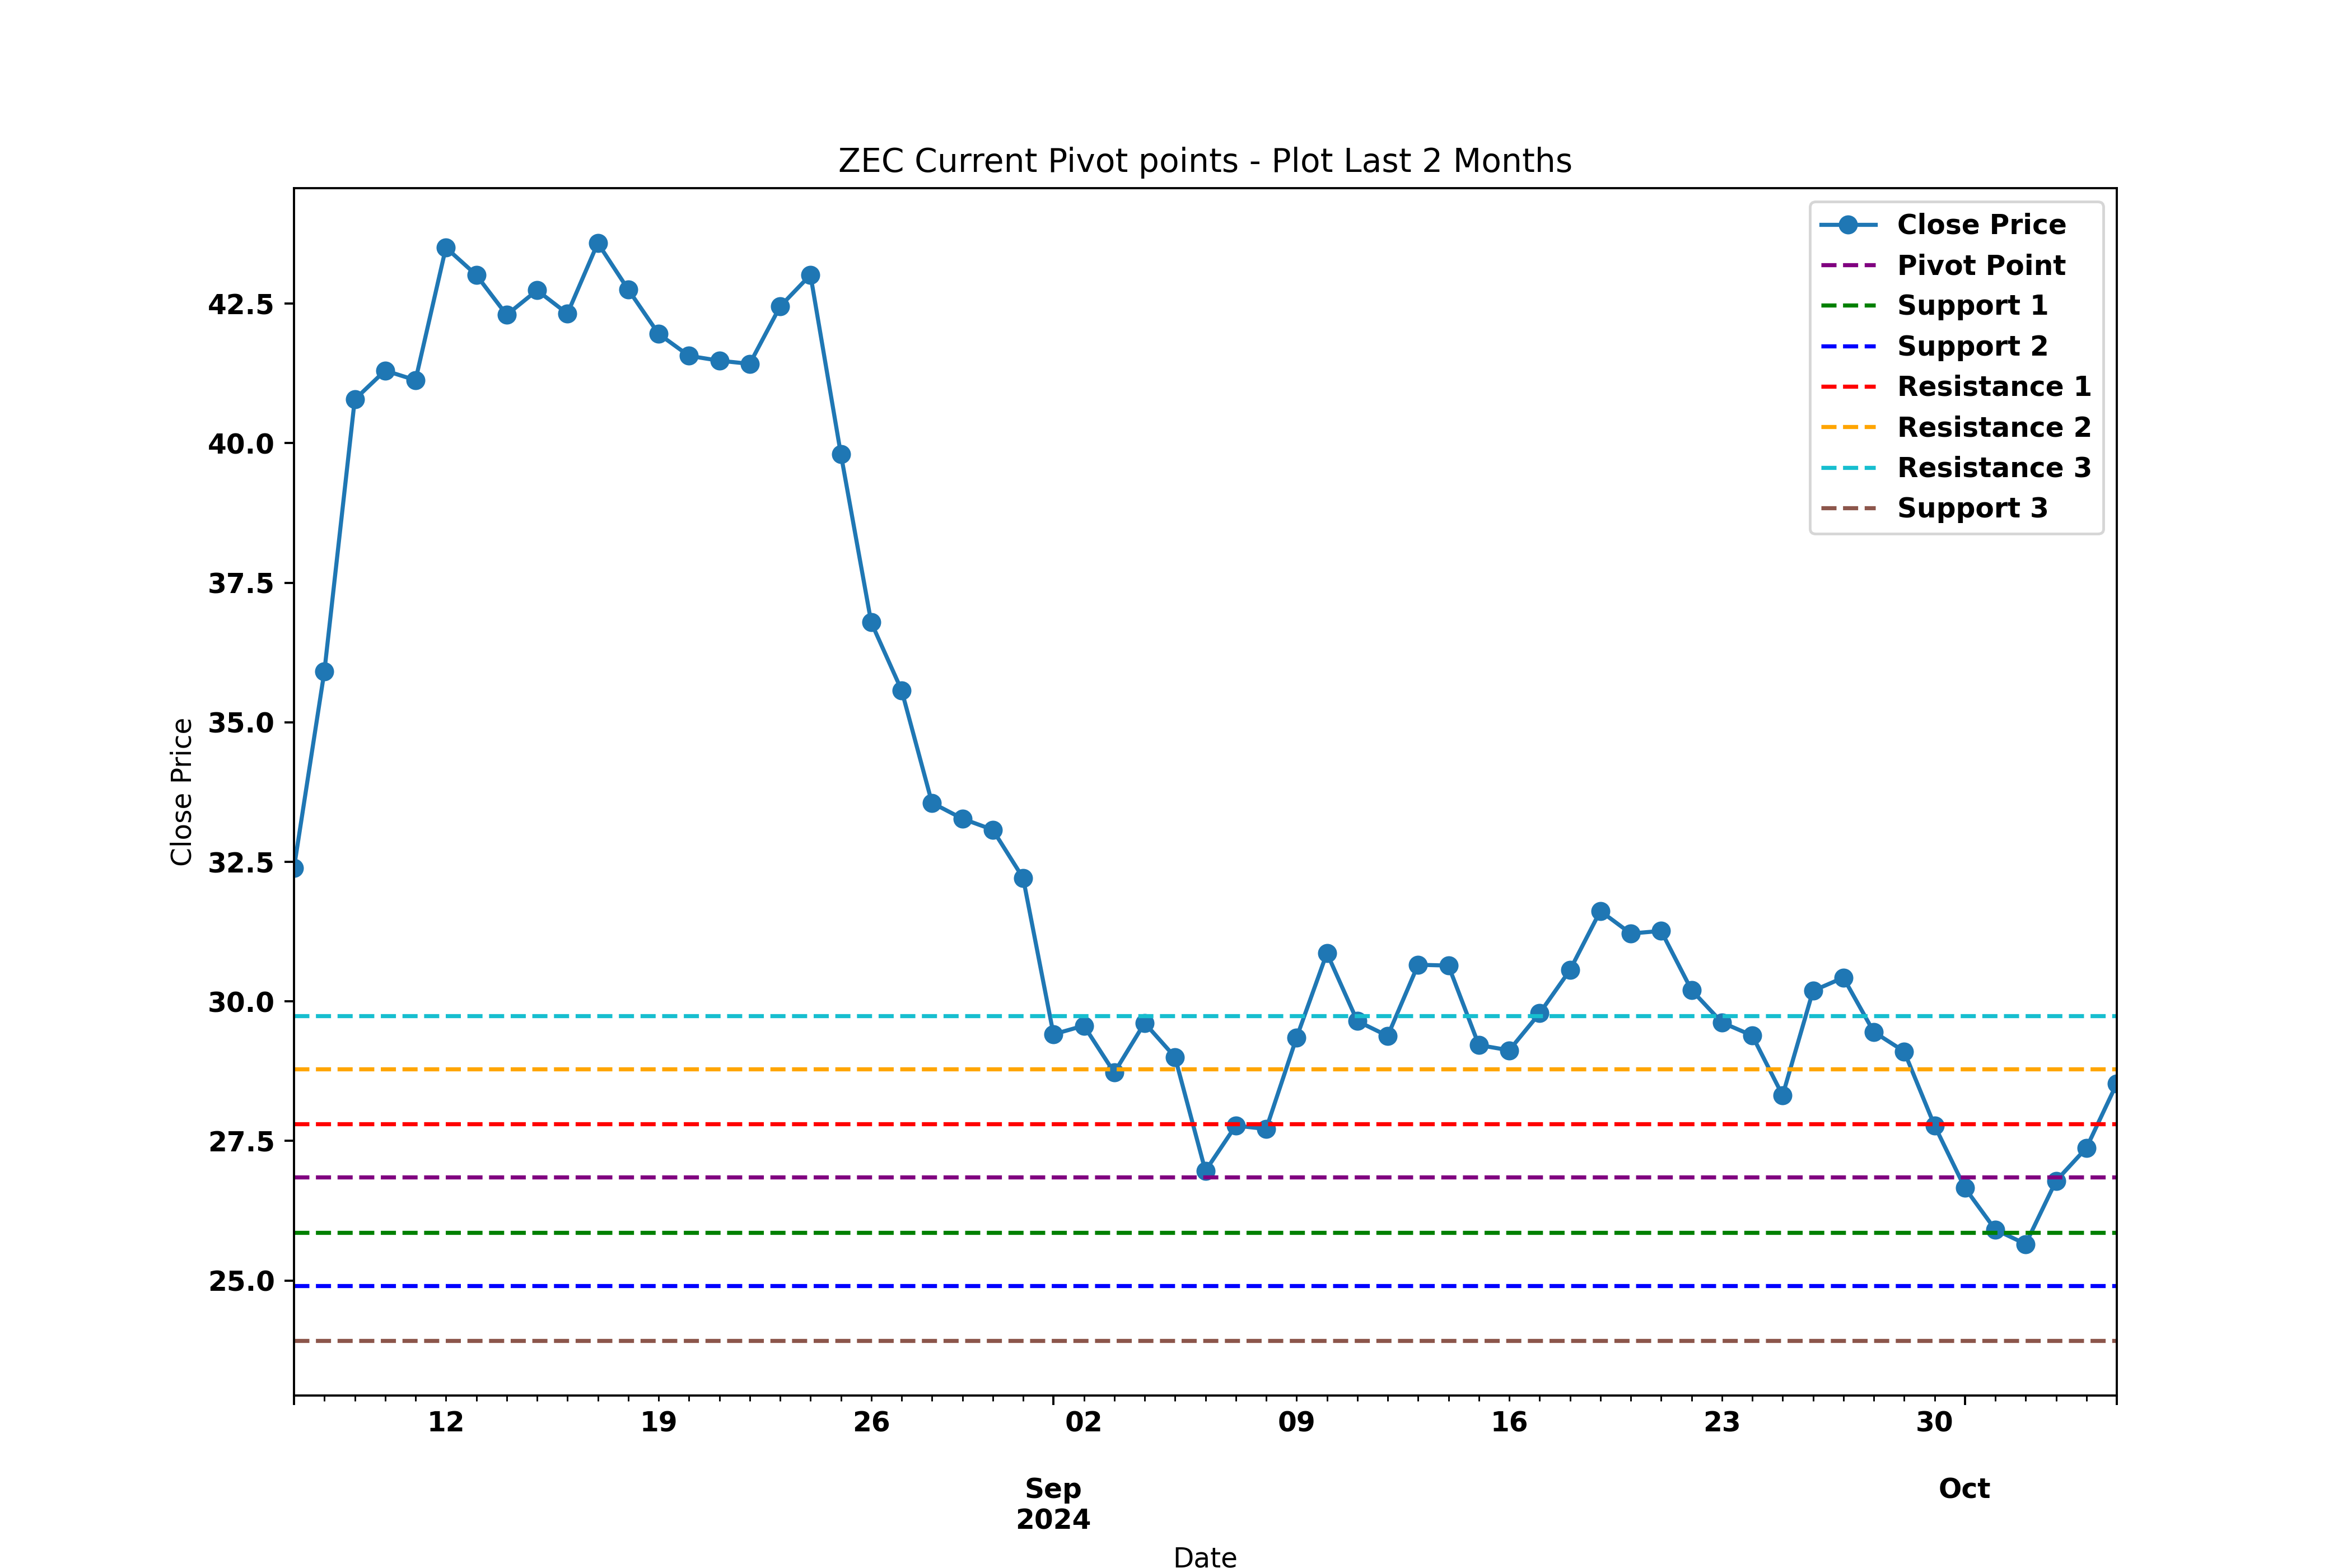 ZEC Current Pivot points - Plot Last 2 Months
Close Price
Pivot Point
Support 1
Support 2
Resistance 1
Resistance 2
Resistance 3
Support 3
42.5
40.0
37.5
35.0
32.5
30.0
27.5
25.0
Close Price
12 19 26 02 09 16 23 30
Sep Oct
2024
Date